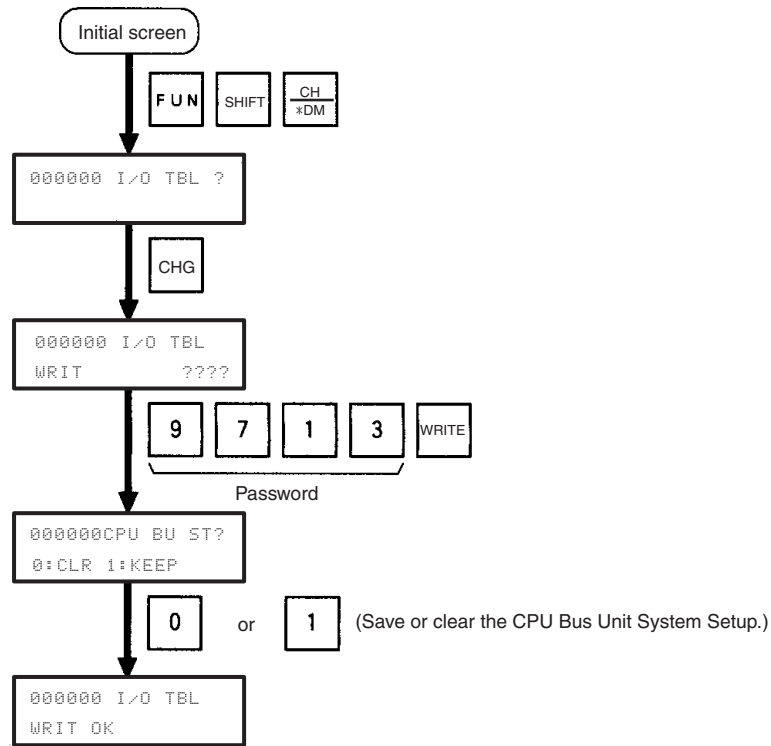 Initial screen
FUN SHIFT CH
*DM
000000 I/O TBL ?
CHG
000000 I/O TBL
WRIT ????
9 7 1 3 WRITE
Password
000000CPU BU ST?
0:CLR 1:KEEP
0 or 1 (Save or clear the CPU Bus Unit System Setup.)
000000 I/O TBL
WRIT OK